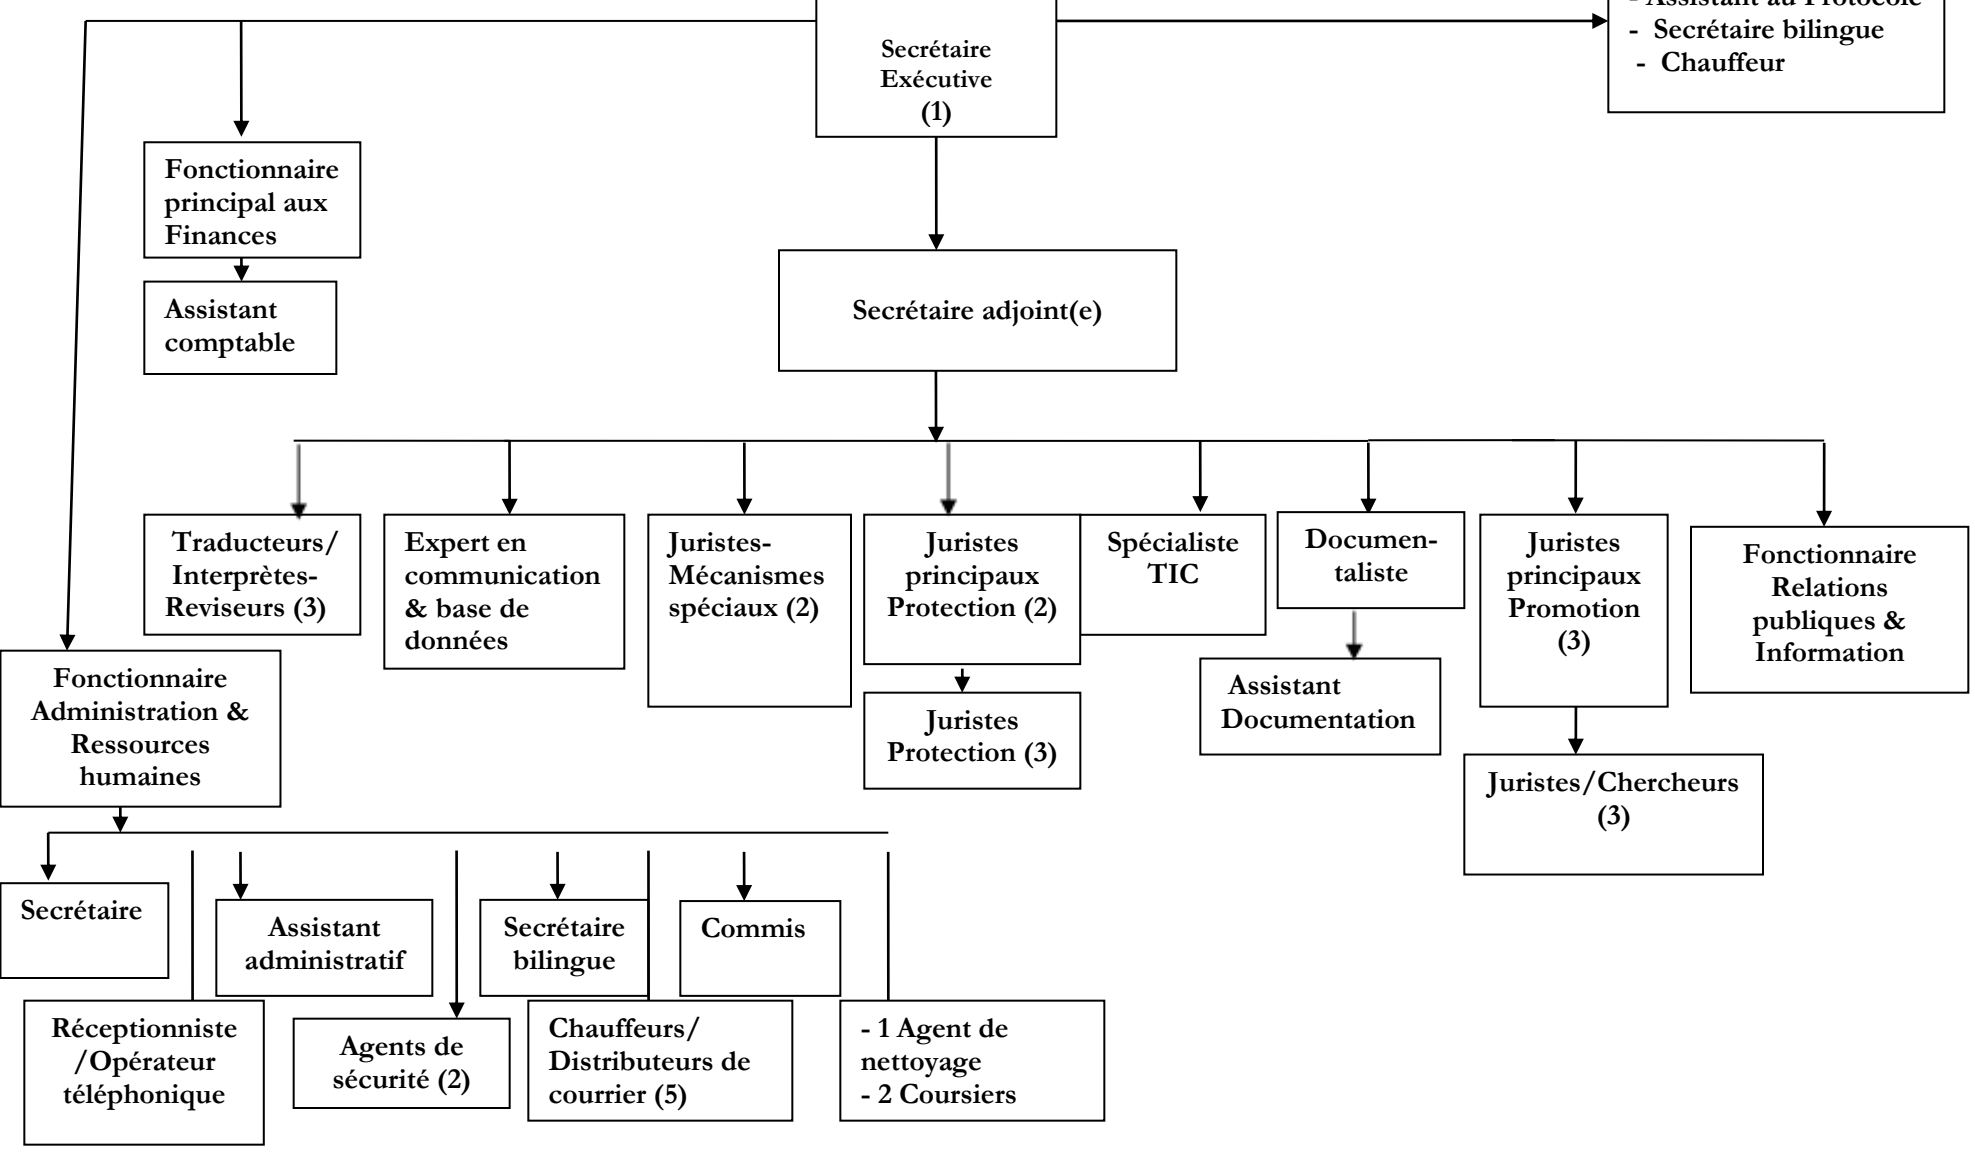 - Assistant au Protocole
- Secrétaire bilingue
- Chauffeur
Secrétaire
Exécutive
(1)
Fonctionnaire
principal aux
Finances
Assistant
comptable
Secrétaire adjoint(e)
Traducteurs/
Interprètes-
Reviseurs (3)
Expert en
communication
& base de
données
Juristes-
Mécanismes
spéciaux (2)
Juristes
principaux
Protection (2)
Spécialiste
TIC
Documen-
taliste
Juristes
principaux
Promotion
(3)
Fonctionnaire
Relations
publiques &
Information
Fonctionnaire
Administration &
Ressources
humaines
Juristes
Protection (3)
Assistant
Documentation
Juristes/Chercheurs
(3)
Secrétaire
Assistant
administratif
Secrétaire
bilingue
Commis
Réceptionniste
/Opérateur
téléphonique
Agents de
sécurité (2)
Chauffeurs/
Distributeurs de
courrier (5)
- 1 Agent de
nettoyage
- 2 Coursiers